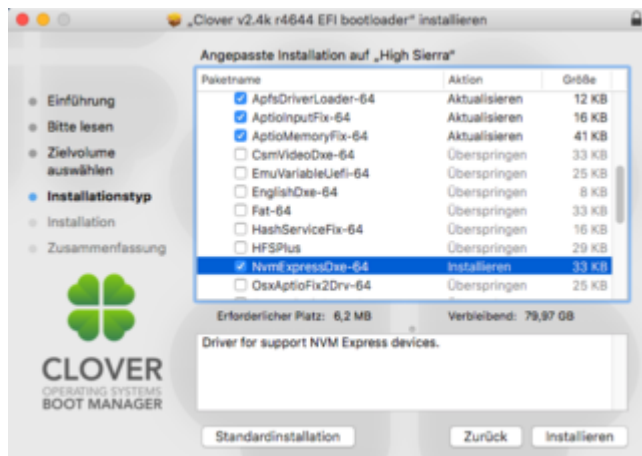 „Clover v2.4k r4644 EFI bootloader“ installieren
Angepasste Installation auf „High Sierra“
Einführung
Bitte lesen
Zielvolume
auswählen
Installationstyp
Installation
Zusammenfassung
CLOVER
OPERATING SYSTEMS
BOOT MANAGER
Paketname Aktion Größe
ApfsDriverLoader-64 Aktualisieren 12 KB
AptioInputFix-64 Aktualisieren 16 KB
AptioMemoryFix-64 Aktualisieren 41 KB
CsmVideoDxe-64 Überspringen 33 KB
EmuVariableUefi-64 Überspringen 25 KB
EnglishDxe-64 Überspringen 8 KB
Fat-64 Überspringen 33 KB
HashServiceFix-64 Überspringen 16 KB
HFSPlus Überspringen 29 KB
NvmExpressDxe-64 Installieren 33 KB
OsxAptioFix2Drv-64 Überspringen 25 KB
Erforderlicher Platz: 6,2 MB Verbleibend: 79,97 GB
Driver for support NVM Express devices.
Standardinstallation Zurück Installieren